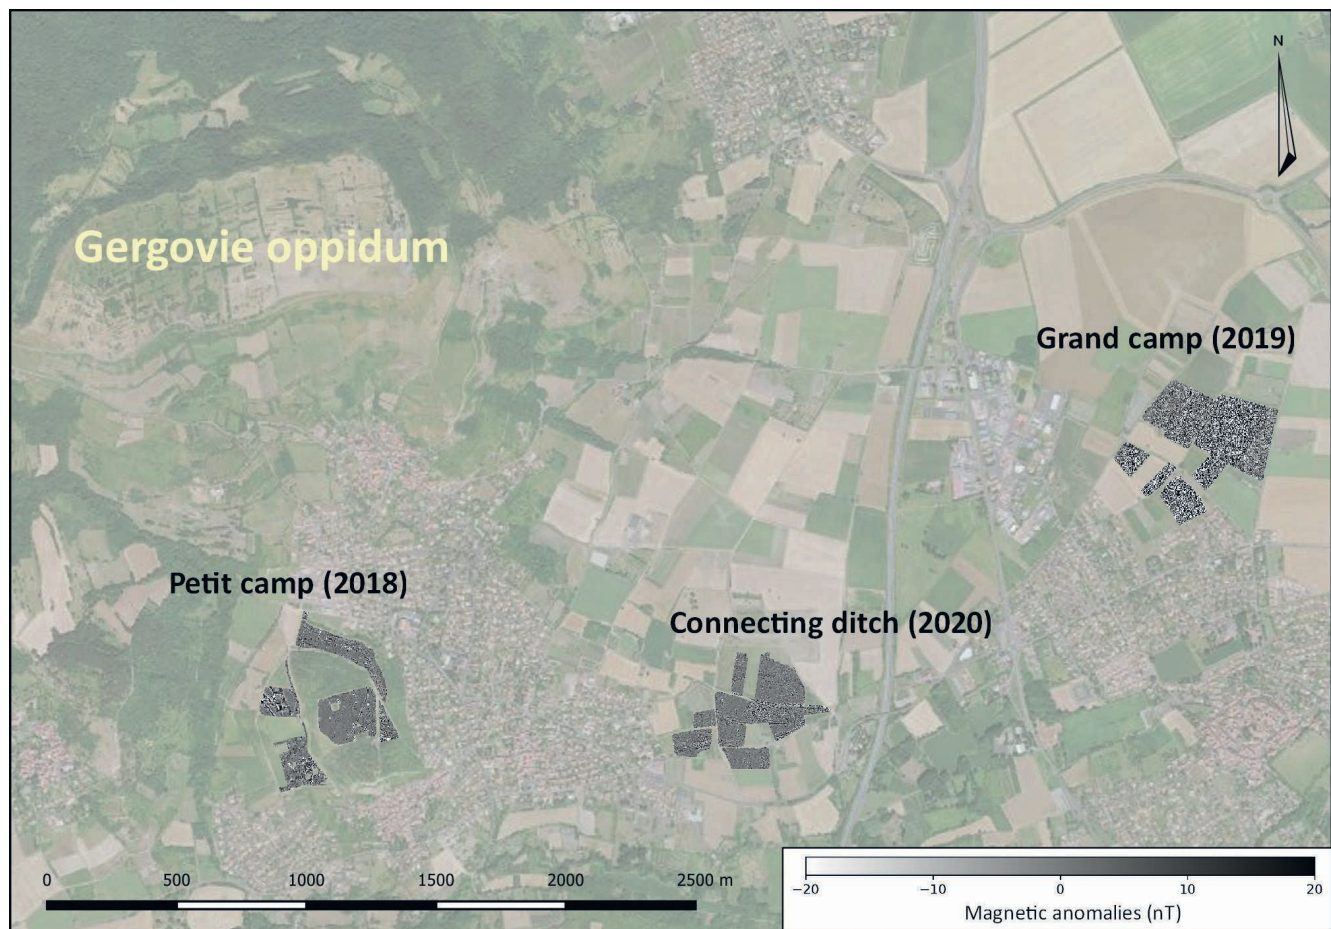 N
Gergovie oppidum
Grand camp (2019)
Petit camp (2018)
Connecting ditch (2020)
0 500 1000 1500 2000 2500 m
−20 −10 0 10 20
Magnetic anomalies (nT)